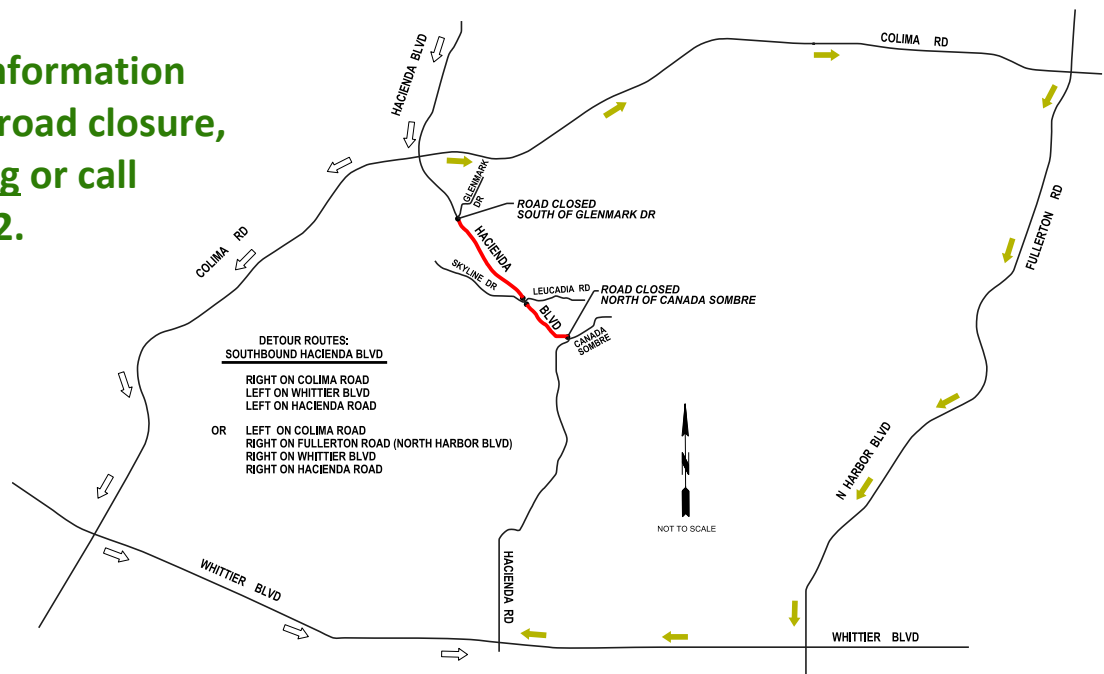 nformation
road closure,
g or call
2.
HACIENDA BLVD
COLIMA RD
GLENMARK
DR
ROAD CLOSED
SOUTH OF GLENMARK DR
COLIMA RD
HACIENDA
BLVD
SKYLINE DR
LEUCADIA RD
ROAD CLOSED
NORTH OF CANADA SOMBRE
CANADA
SOMBRE
FULLERTON RD
DETOUR ROUTES:
SOUTHBOUND HACIENDA BLVD
RIGHT ON COLIMA ROAD
LEFT ON WHITTIER BLVD
LEFT ON HACIENDA ROAD
OR LEFT ON COLIMA ROAD
RIGHT ON FULLERTON ROAD (NORTH HARBOR BLVD)
RIGHT ON WHITTIER BLVD
RIGHT ON HACIENDA ROAD
N
NOT TO SCALE
N HARBOR BLVD
WHITTIER BLVD
HACIENDA RD
WHITTIER BLVD